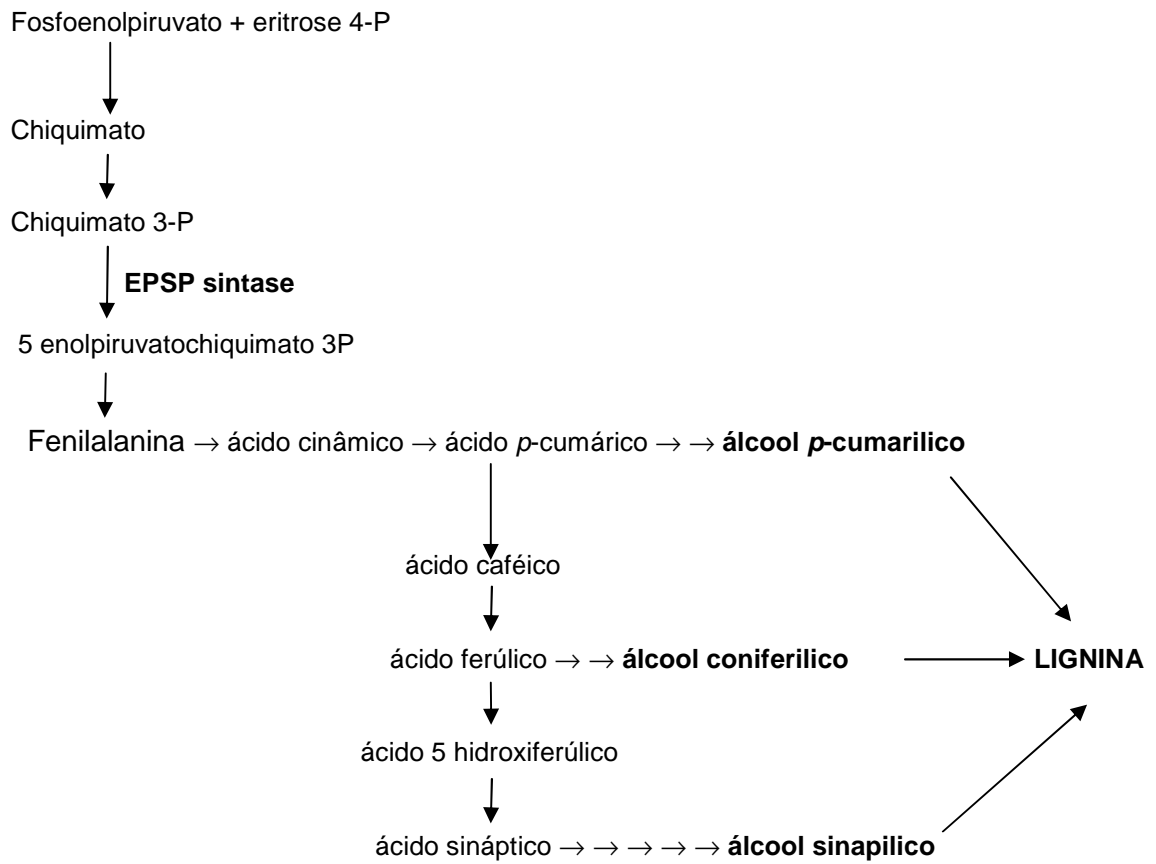 Fosfoenolpiruvato + eritrose 4-P
Chiquimato
Chiquimato 3-P
EPSP sintase
5 enolpiruvatochiquimato 3P
Fenilalanina → ácido cinâmico → ácido p-cumárico → → álcool p-cumarilico
ácido caféico
ácido ferúlico → → álcool coniferilico LIGNINA
ácido 5 hidroxiferúlico
ácido sináptico → → → → → álcool sinapilico